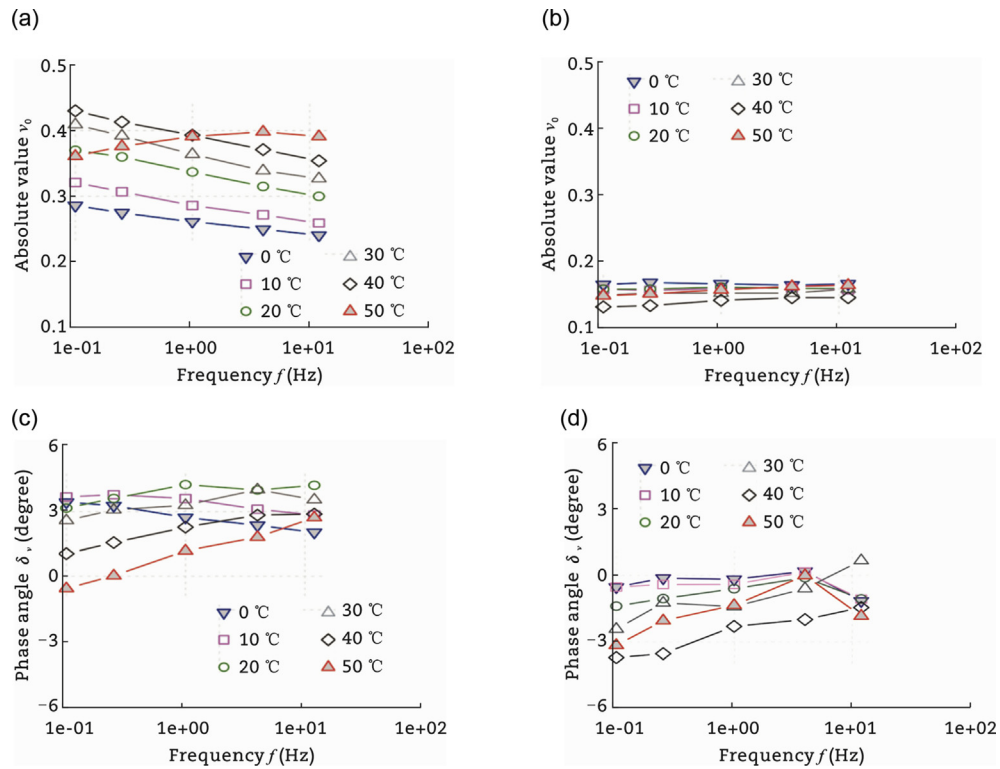 (a)
Absolute value ν₀
0.5
0.4
0.3
0.2
0.1
0 ℃
10 ℃
20 ℃
30 ℃
40 ℃
50 ℃
1e-01
1e+00
1e+01
1e+02
Frequency f (Hz)
(b)
Absolute value ν₀
0.5
0.4
0.3
0.2
0.1
0 ℃
10 ℃
20 ℃
30 ℃
40 ℃
50 ℃
1e-01
1e+00
1e+01
1e+02
Frequency f (Hz)
(c)
Phase angle δᵥ (degree)
6
3
0
−3
−6
0 ℃
10 ℃
20 ℃
30 ℃
40 ℃
50 ℃
1e-01
1e+00
1e+01
1e+02
Frequency f (Hz)
(d)
Phase angle δᵥ (degree)
6
3
0
−3
−6
0 ℃
10 ℃
20 ℃
30 ℃
40 ℃
50 ℃
1e-01
1e+00
1e+01
1e+02
Frequency f (Hz)